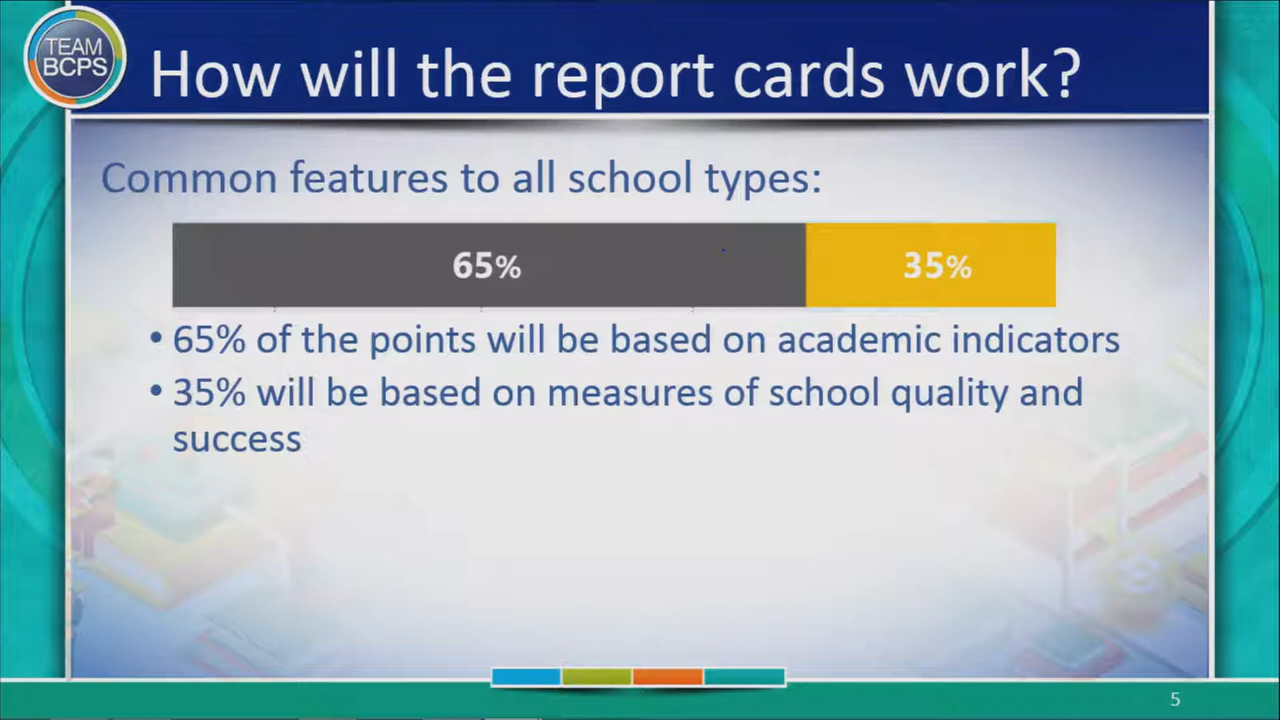 TEAM
BCPS
How will the report cards work?
Common features to all school types:
65%
35%
• 65% of the points will be based on academic indicators
• 35% will be based on measures of school quality and
success
5